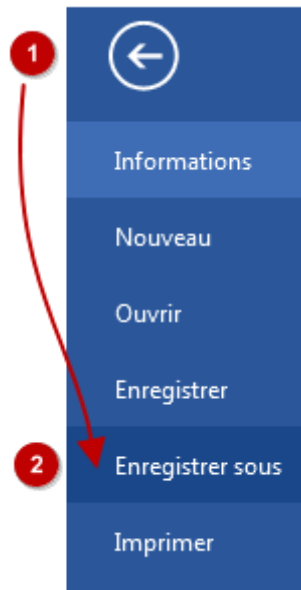 1
Informations
Nouveau
Ouvrir
Enregistrer
2 Enregistrer sous
Imprimer